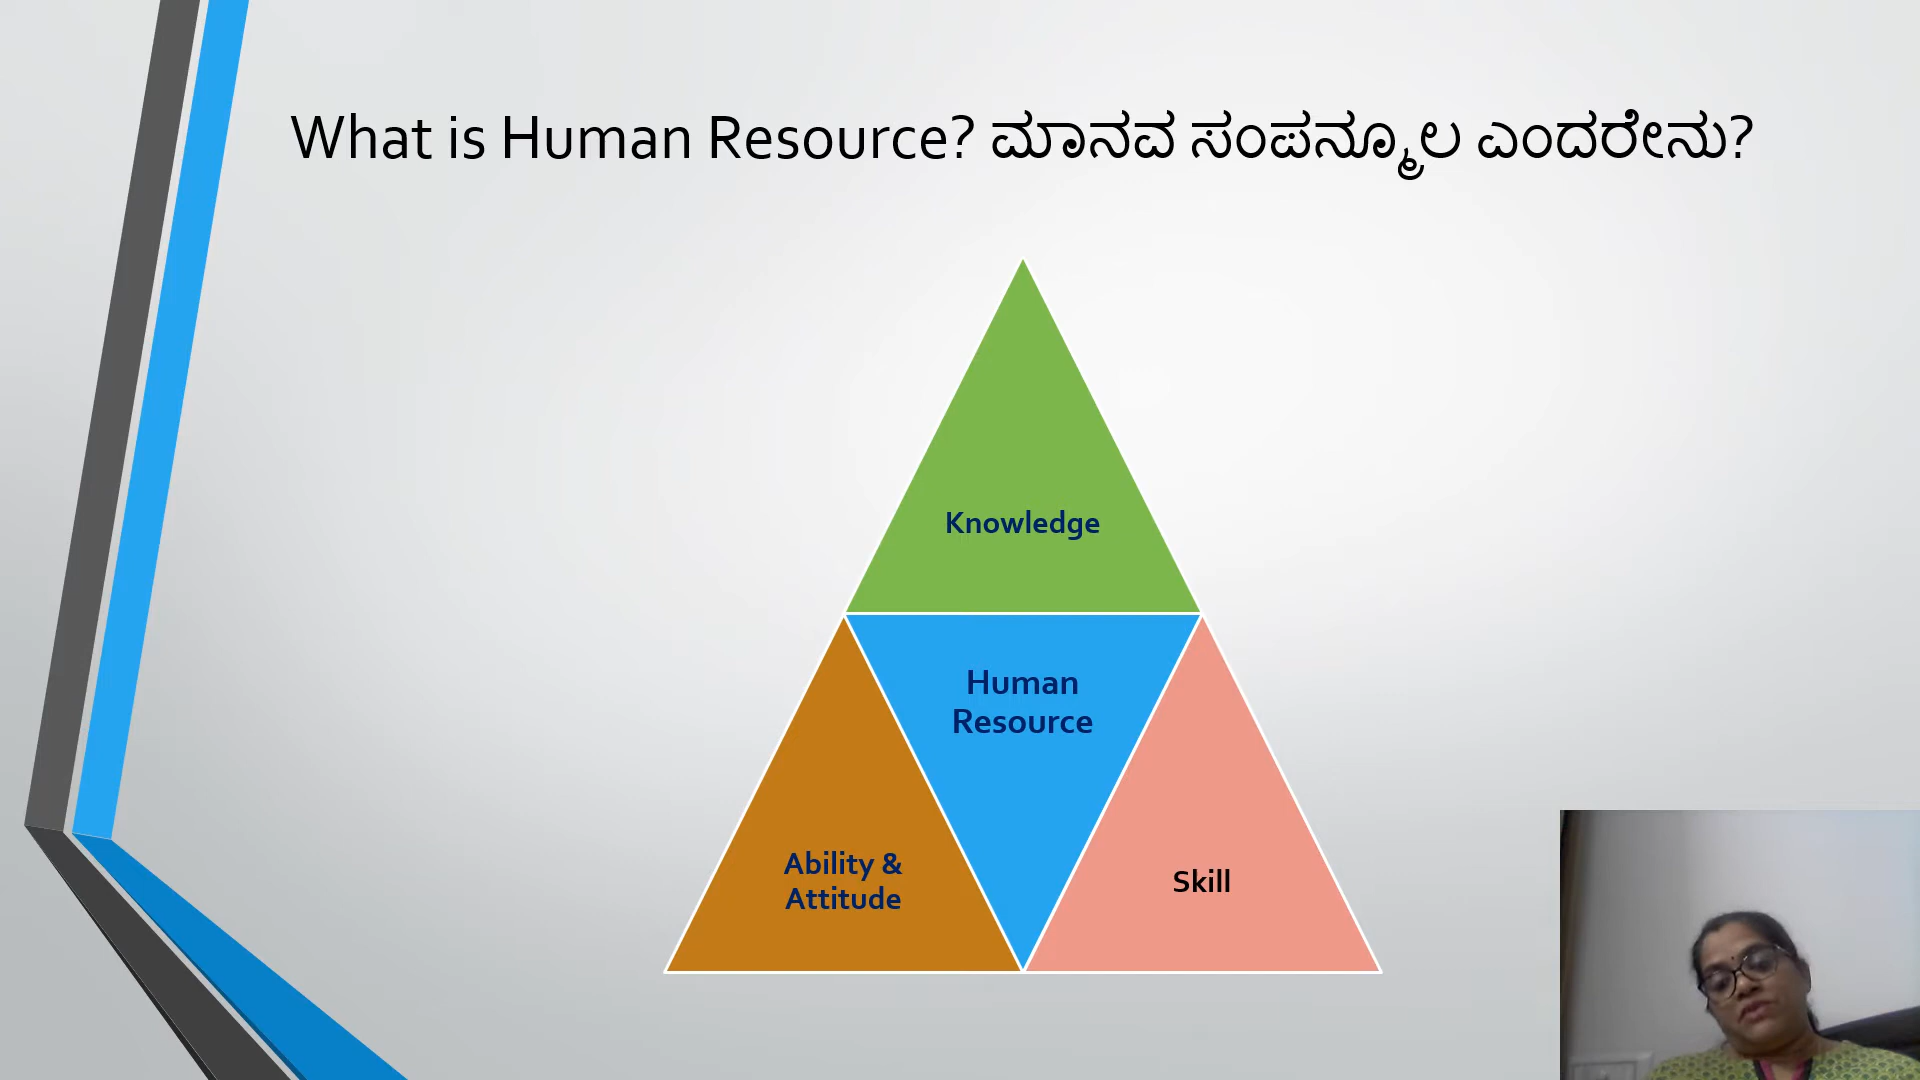 What is Human Resource? ಮಾನವ ಸಂಪನ್ಮೂಲ ಎಂದರೇನು?
Knowledge
Human
Resource
Ability &
Attitude
Skill